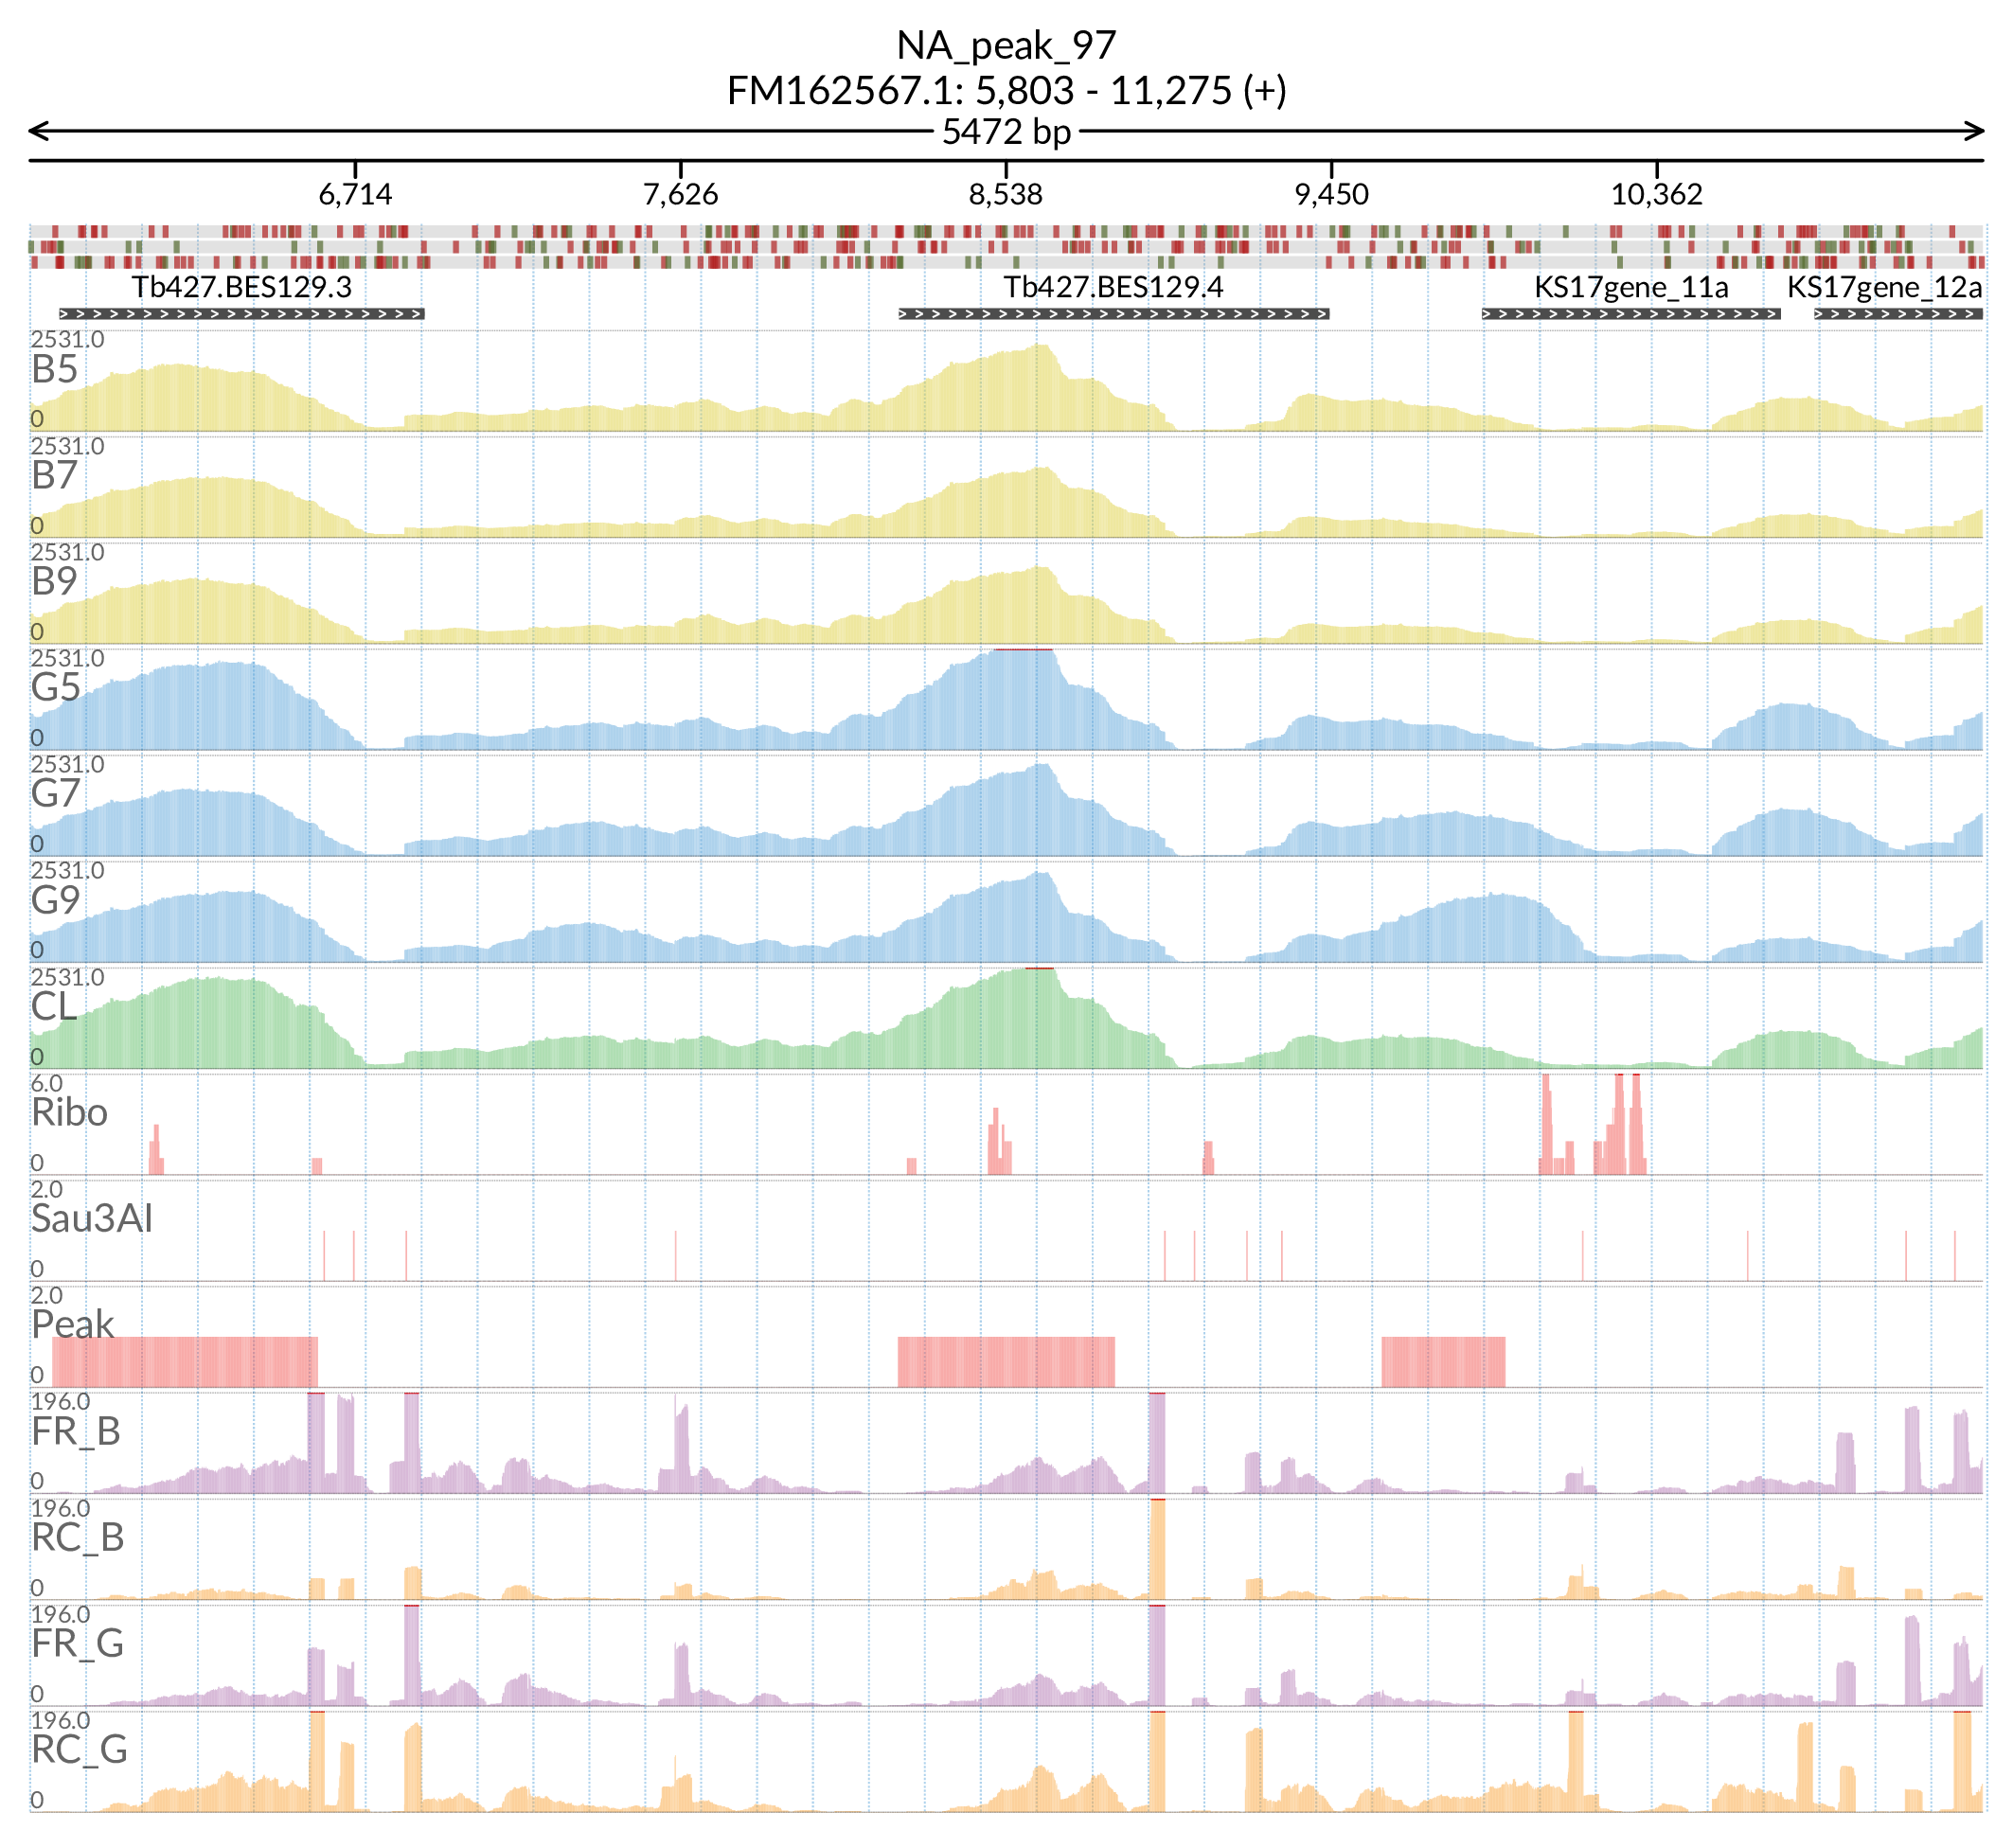 NA_peak_97
FM162567.1: 5,803 - 11,275 (+)
5472 bp
6,714 7,626 8,538 9,450 10,362
Tb427.BES129.3 Tb427.BES129.4 KS17gene_11a KS17gene_12a
2531.0
B5
0
2531.0
B7
0
2531.0
B9
0
2531.0
G5
0
2531.0
G7
0
2531.0
G9
0
2531.0
CL
0
6.0
Ribo
0
2.0
Sau3AI
0
2.0
Peak
0
196.0
FR_B
0
196.0
RC_B
0
196.0
FR_G
0
196.0
RC_G
0